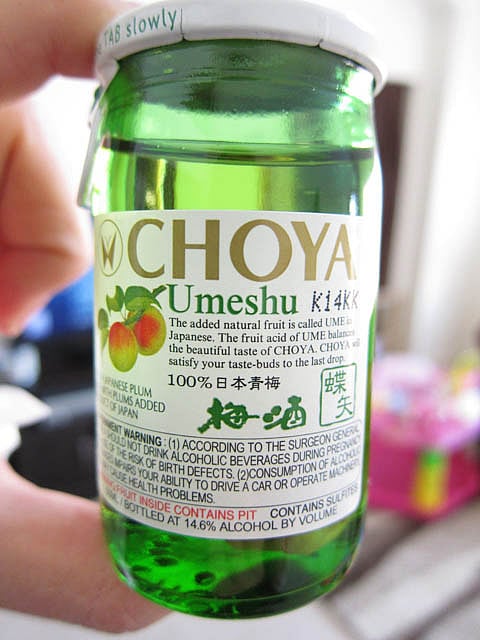 TAB slowly
CHOYA
Umeshu K14KK
The added natural fruit is called UME in
Japanese. The fruit acid of UME balances
the beautiful taste of CHOYA. CHOYA will
satisfy your taste-buds to the last drop.
100%日本青梅
梅酒
蝶矢
JAPANESE PLUM
WITH PLUMS ADDED
OF JAPAN
WARNING: (1) ACCORDING TO THE SURGEON GENERAL,
SHOULD NOT DRINK ALCOHOLIC BEVERAGES DURING PREGNANCY
OF THE RISK OF BIRTH DEFECTS. (2)CONSUMPTION OF ALCOHOLIC
IMPAIRS YOUR ABILITY TO DRIVE A CAR OR OPERATE MACHINERY,
CAUSE HEALTH PROBLEMS.
FRUIT INSIDE CONTAINS PIT CONTAINS SULFITES
BOTTLED AT 14.6% ALCOHOL BY VOLUME